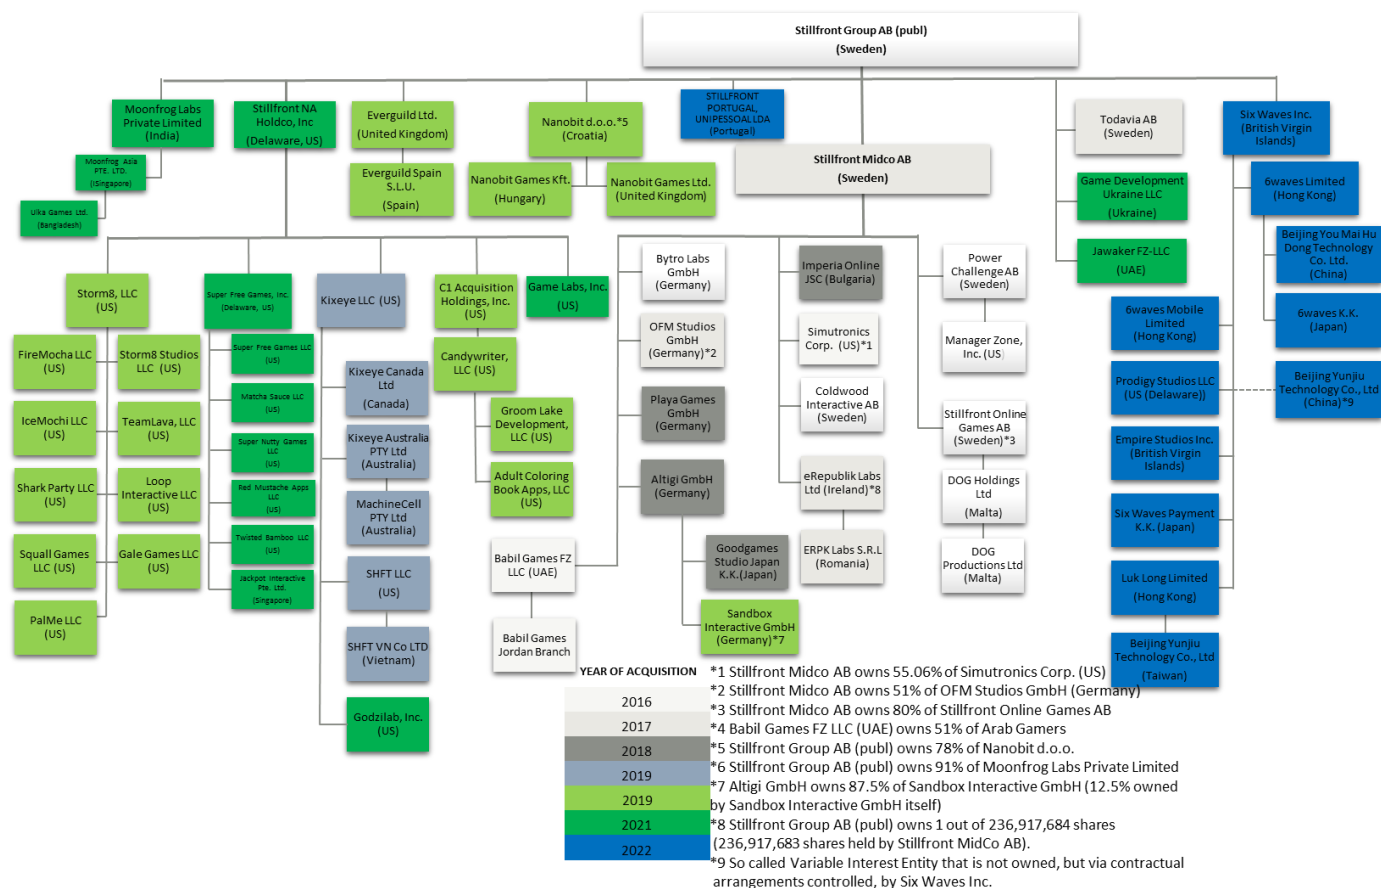 Stillfront Group AB (publ)
(Sweden)
Moonfrog Labs
Private Limited
(India)
Moonfrog Asia
PTE. LTD.
(ISingapore)
Ulka Games Ltd.
(Bangladesh)
Stillfront NA
Holdco, Inc
(Delaware, US)
Everguild Ltd.
(United Kingdom)
Everguild Spain
S.L.U.
(Spain)
Nanobit d.o.o.*5
(Croatia)
Nanobit Games Kft.
(Hungary)
Nanobit Games Ltd.
(United Kingdom)
STILLFRONT
PORTUGAL,
UNIPESSOAL LDA
(Portugal)
Stillfront Midco AB
(Sweden)
Todavia AB
(Sweden)
Game Development
Ukraine LLC
(Ukraine)
Jawaker FZ-LLC
(UAE)
Six Waves Inc.
(British Virgin
Islands)
6waves Limited
(Hong Kong)
Beijing You Mai Hu
Dong Technology
Co. Ltd.
(China)
6waves K.K.
(Japan)
6waves Mobile
Limited
(Hong Kong)
Prodigy Studios LLC
(US (Delaware))
Beijing Yunjiu
Technology Co., Ltd
(China)*9
Empire Studios Inc.
(British Virgin
Islands)
Six Waves Payment
K.K. (Japan)
Luk Long Limited
(Hong Kong)
Beijing Yunjiu
Technology Co., Ltd
(Taiwan)
Storm8, LLC
(US)
FireMocha LLC
(US)
Storm8 Studios
LLC (US)
IceMochi LLC
(US)
TeamLava, LLC
(US)
Shark Party LLC
(US)
Loop
Interactive LLC
(US)
Squall Games
LLC (US)
Gale Games LLC
(US)
PalMe LLC
(US)
Super Free Games, Inc.
(Delaware, US)
Super Free Games LLC
(US)
Matcha Sauce LLC
(US)
Super Nutty Games
LLC
(US)
Red Mustache Apps
LLC
(US)
Twisted Bamboo LLC
(US)
Jackpot Interactive
Pte. Ltd.
(Singapore)
Kixeye LLC (US)
Kixeye Canada
Ltd
(Canada)
Kixeye Australia
PTY Ltd
(Australia)
MachineCell
PTY Ltd
(Australia)
SHFT LLC
(US)
SHFT VN Co LTD
(Vietnam)
Godzilab, Inc.
(US)
C1 Acquisition
Holdings, Inc.
(US)
Candywriter,
LLC (US)
Groom Lake
Development,
LLC (US)
Adult Coloring
Book Apps, LLC
(US)
Game Labs, Inc.
(US)
Bytro Labs
GmbH
(Germany)
OFM Studios
GmbH
(Germany)*2
Playa Games
GmbH
(Germany)
Altigi GmbH
(Germany)
Goodgames
Studio Japan
K.K.(Japan)
Sandbox
Interactive GmbH
(Germany)*7
Babil Games FZ
LLC (UAE)
Babil Games
Jordan Branch
Imperia Online
JSC (Bulgaria)
Simutronics
Corp. (US)*1
Coldwood
Interactive AB
(Sweden)
eRepublik Labs
Ltd (Ireland)*8
ERPK Labs S.R.L
(Romania)
Power
Challenge AB
(Sweden)
Manager Zone,
Inc. (US)
Stillfront Online
Games AB
(Sweden)*3
DOG Holdings
Ltd
(Malta)
DOG
Productions Ltd
(Malta)
YEAR OF ACQUISITION
2016
2017
2018
2019
2019
2021
2022
*1 Stillfront Midco AB owns 55.06% of Simutronics Corp. (US)
*2 Stillfront Midco AB owns 51% of OFM Studios GmbH (Germany)
*3 Stillfront Midco AB owns 80% of Stillfront Online Games AB
*4 Babil Games FZ LLC (UAE) owns 51% of Arab Gamers
*5 Stillfront Group AB (publ) owns 78% of Nanobit d.o.o.
*6 Stillfront Group AB (publ) owns 91% of Moonfrog Labs Private Limited
*7 Altigi GmbH owns 87.5% of Sandbox Interactive GmbH (12.5% owned
by Sandbox Interactive GmbH itself)
*8 Stillfront Group AB (publ) owns 1 out of 236,917,684 shares
(236,917,683 shares held by Stillfront MidCo AB).
*9 So called Variable Interest Entity that is not owned, but via contractual
arrangements controlled, by Six Waves Inc.